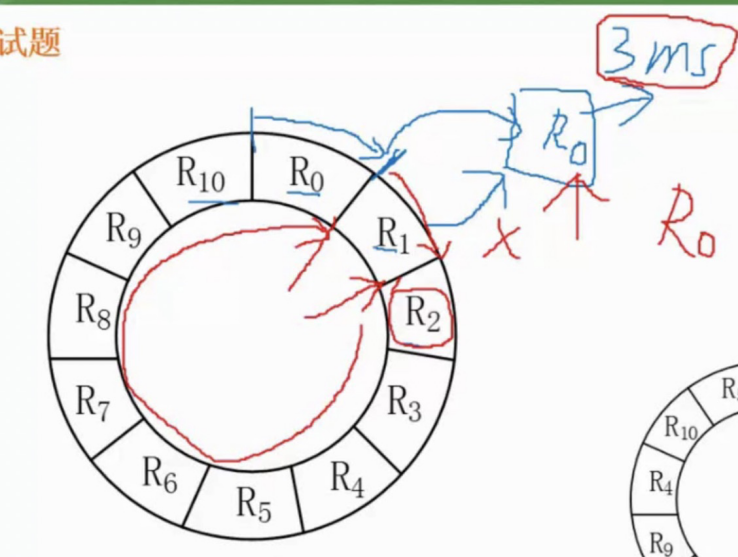 试题
3ms
R₀
R₁₀ R₀
R₉ R₁ X R₀
R₈ R₂
R₇ R₃
R₆ R₅ R₄
R
R₁₀
R₄
R₉